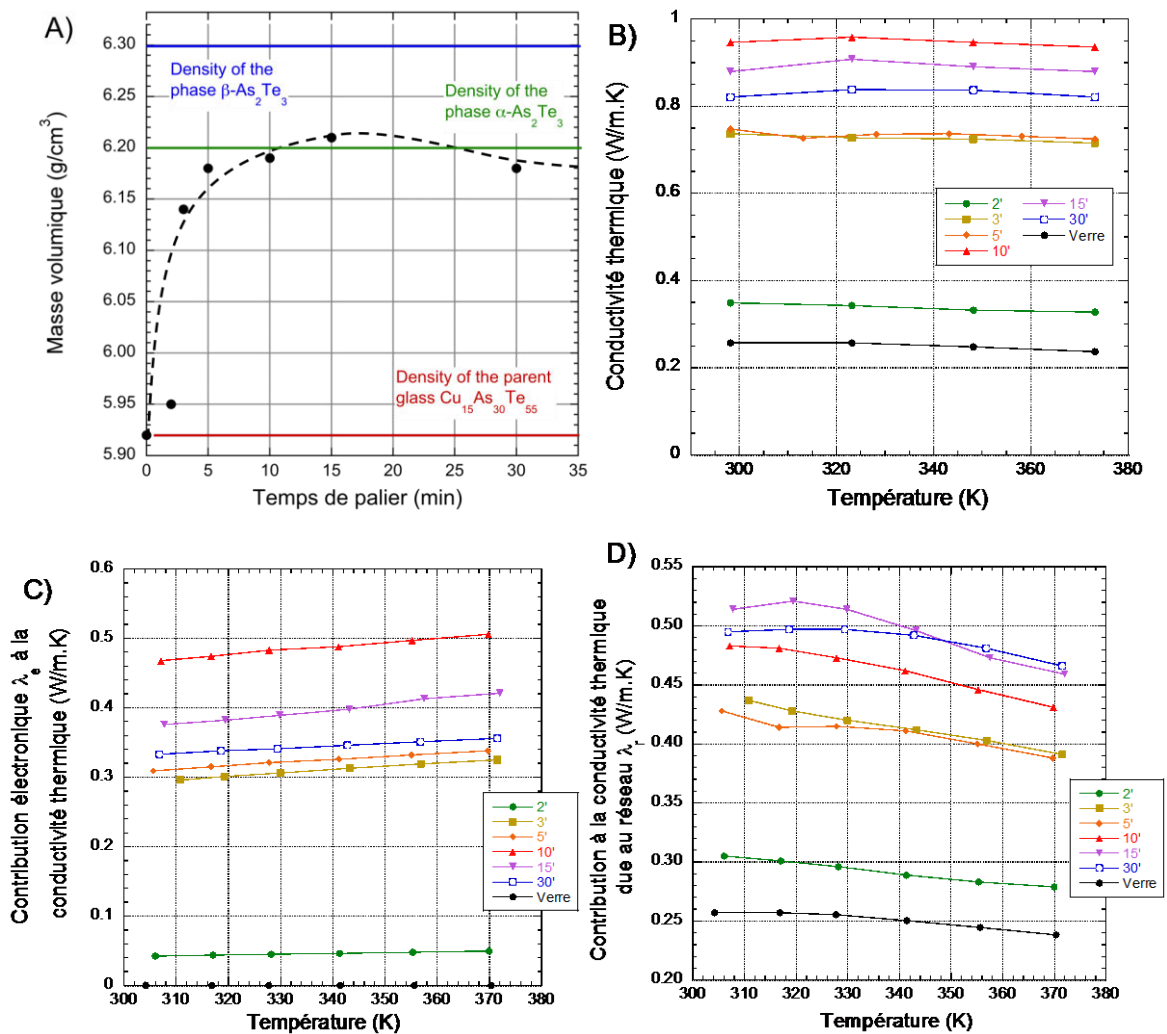 A)
Masse volumique (g/cm³)
6.30
6.25
6.20
6.15
6.10
6.05
6.00
5.95
5.90
Density of the
phase β-As₂Te₃
Density of the
phase α-As₂Te₃
Density of the parent
glass Cu₁₅As₃₀Te₅₅
0 5 10 15 20 25 30 35
Temps de palier (min)
B)
Conductivité thermique (W/m.K)
1
0.8
0.6
0.4
0.2
0
2' 15'
3' 30'
5' Verre
10'
300 320 340 360 380
Température (K)
C)
Contribution électronique λe à la
conductivité thermique (W/m.K)
0.6
0.5
0.4
0.3
0.2
0.1
0
2'
3'
5'
10'
15'
30'
Verre
300 310 320 330 340 350 360 370 380
Température (K)
D)
Contribution à la conductivité thermique
due au réseau λr (W/m.K)
0.55
0.50
0.45
0.40
0.35
0.30
0.25
0.20
2'
3'
5'
10'
15'
30'
Verre
300 310 320 330 340 350 360 370 380
Température (K)